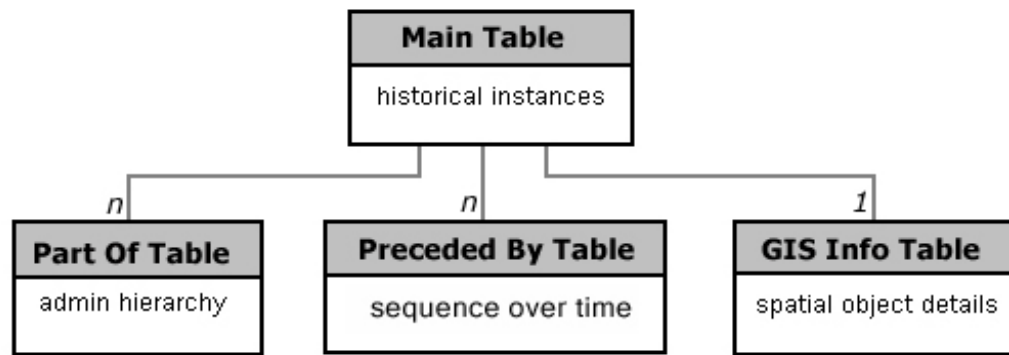 Main Table
historical instances
n
n
1
Part Of Table
Preceded By Table
GIS Info Table
admin hierarchy
sequence over time
spatial object details